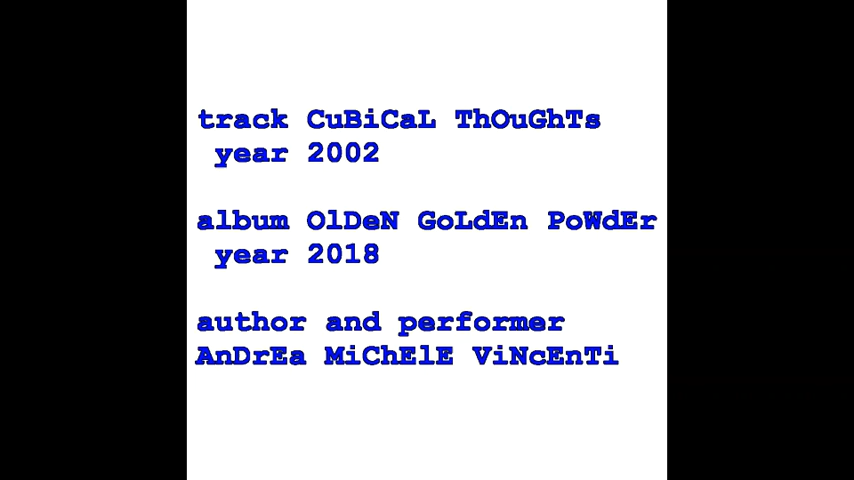 track CuBiCaL ThOuGhTs
year 2002
album OlDeN GoLdEn PoWdEr
year 2018
author and performer
AnDrEa MiChElE ViNcEnTi